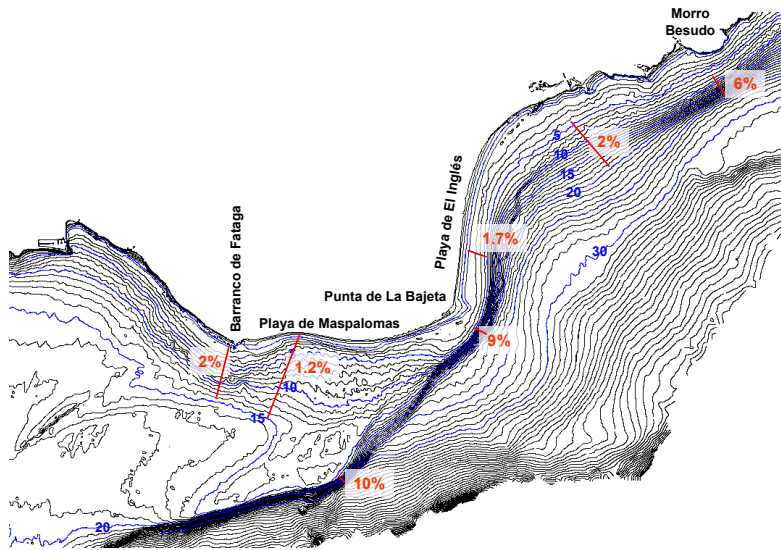 Morro
Besudo
6%
5
2%
10
15
20
Playa de El Inglés
1.7%
30
Barranco de Fataga
Punta de La Bajeta
Playa de Maspalomas
9%
2%
1.2%
10
15
10%
20